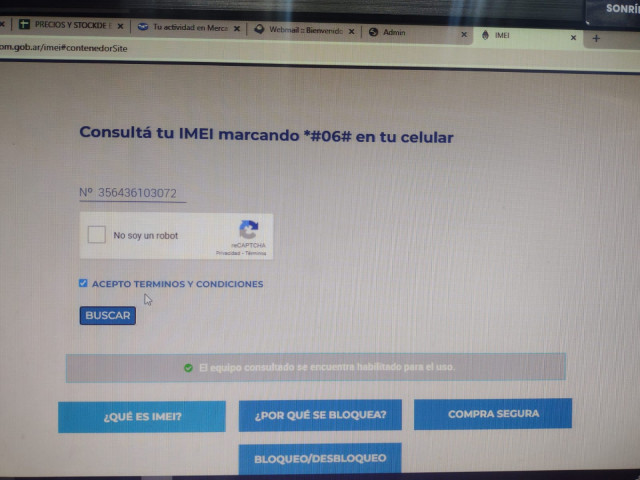 SONRÍ
PRECIOS Y STOCKDE E
Tu actividad en Merca
Webmail :: Bienvenido
Admin
IMEI
om.gob.ar/imei#contenedorSite
Consultá tu IMEI marcando *#06# en tu celular
Nº 356436103072
No soy un robot
reCAPTCHA
Privacidad - Términos
ACEPTO TERMINOS Y CONDICIONES
BUSCAR
El equipo consultado se encuentra habilitado para el uso.
¿QUÉ ES IMEI?
¿POR QUÉ SE BLOQUEA?
COMPRA SEGURA
BLOQUEO/DESBLOQUEO